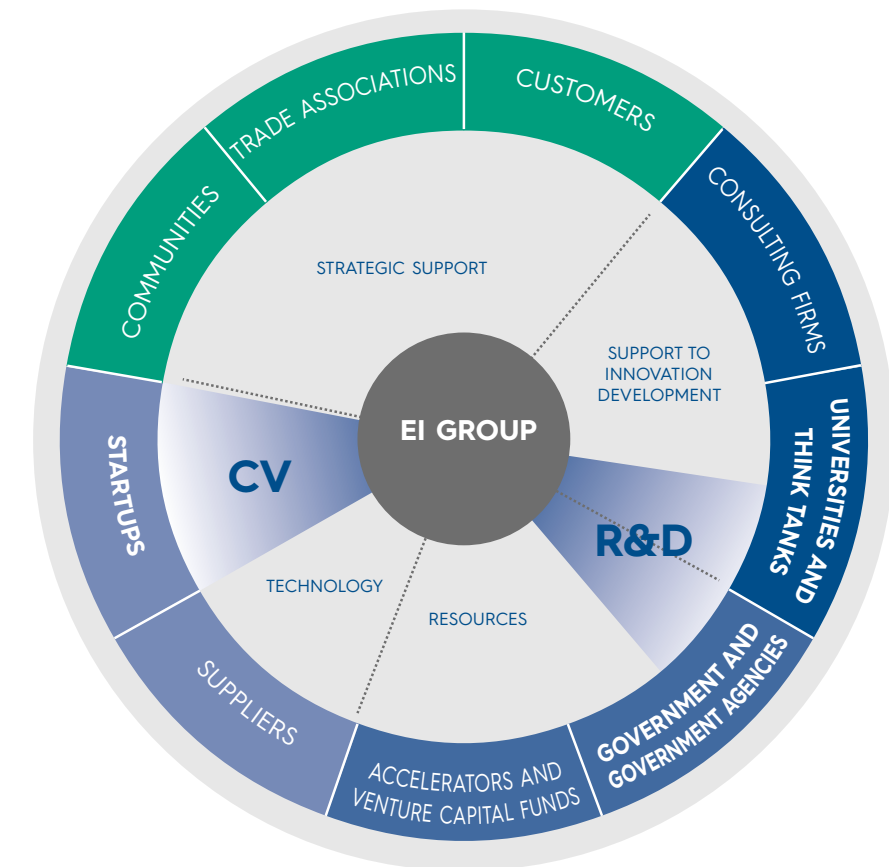 TRADE ASSOCIATIONS
CUSTOMERS
COMMUNITIES
CONSULTING FIRMS
STRATEGIC SUPPORT
SUPPORT TO
INNOVATION
DEVELOPMENT
EI GROUP
UNIVERSITIES AND
THINK TANKS
STARTUPS
CV
R&D
TECHNOLOGY
RESOURCES
SUPPLIERS
GOVERNMENT AND
GOVERNMENT AGENCIES
ACCELERATORS AND
VENTURE CAPITAL FUNDS